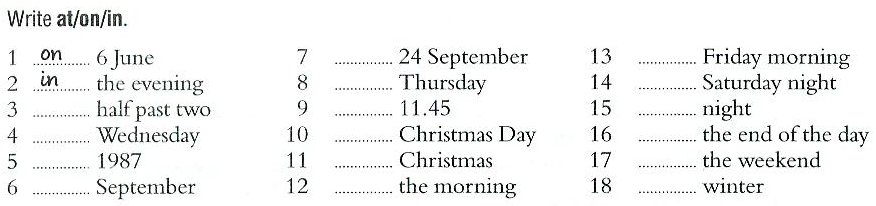 Write at/on/in.
1 on 6 June
2 in the evening
3 ............... half past two
4 ............... Wednesday
5 ............... 1987
6 ............... September
7 ............... 24 September
8 ............... Thursday
9 ............... 11.45
10 ............... Christmas Day
11 ............... Christmas
12 ............... the morning
13 ............... Friday morning
14 ............... Saturday night
15 ............... night
16 ............... the end of the day
17 ............... the weekend
18 ............... winter